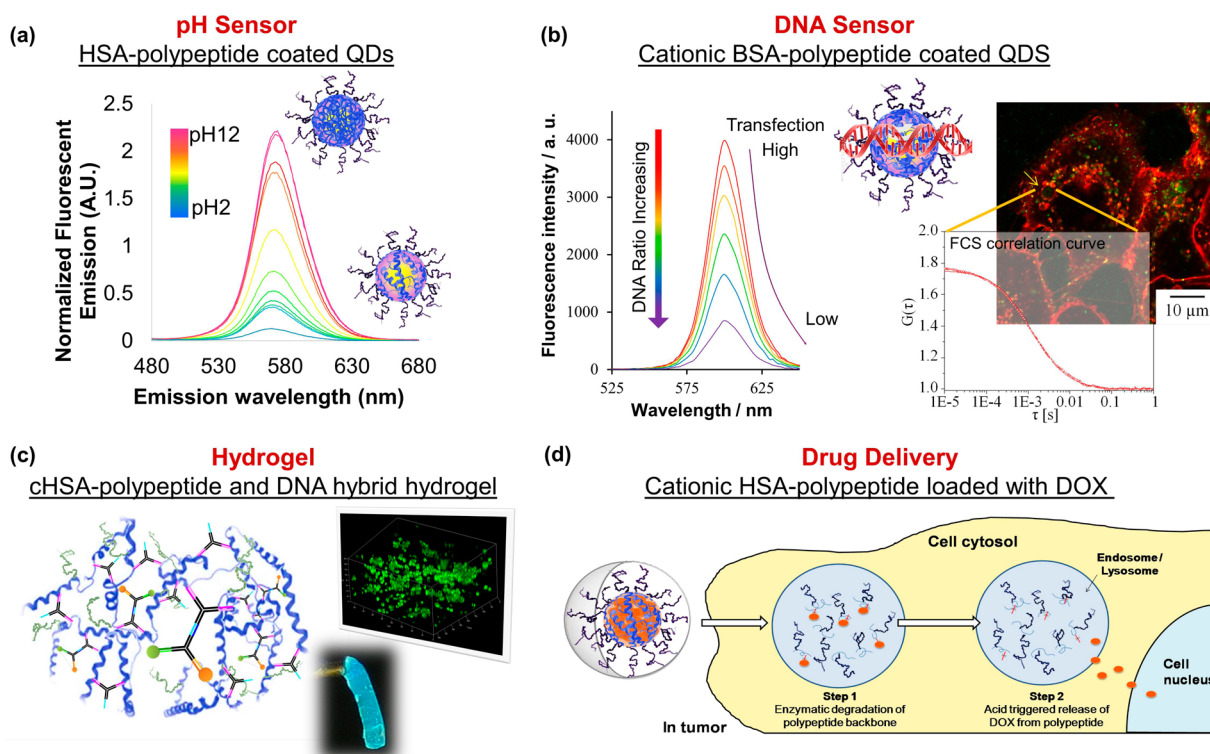 (a)
pH Sensor
HSA-polypeptide coated QDs
Normalized Fluorescent
Emission (A.U.)
2.5
2
1.5
1
0.5
0
pH12
pH2
480 530 580 630 680
Emission wavelength (nm)
(b)
DNA Sensor
Cationic BSA-polypeptide coated QDS
Fluorescence intensity / a. u.
4000
3000
2000
1000
0
DNA Ratio Increasing
Transfection
High
Low
525 575 625
Wavelength / nm
FCS correlation curve
10 µm
G(τ)
2.0
1.8
1.6
1.4
1.2
1.0
1E-5 1E-4 1E-3 0.01 0.1 1
τ [s]
(c)
Hydrogel
cHSA-polypeptide and DNA hybrid hydrogel
(d)
Drug Delivery
Cationic HSA-polypeptide loaded with DOX
Cell cytosol
Endosome/
Lysosome
Step 1
Enzymatic degradation of
polypeptide backbone
Step 2
Acid triggered release of
DOX from polypeptide
Cell
nucleus
In tumor